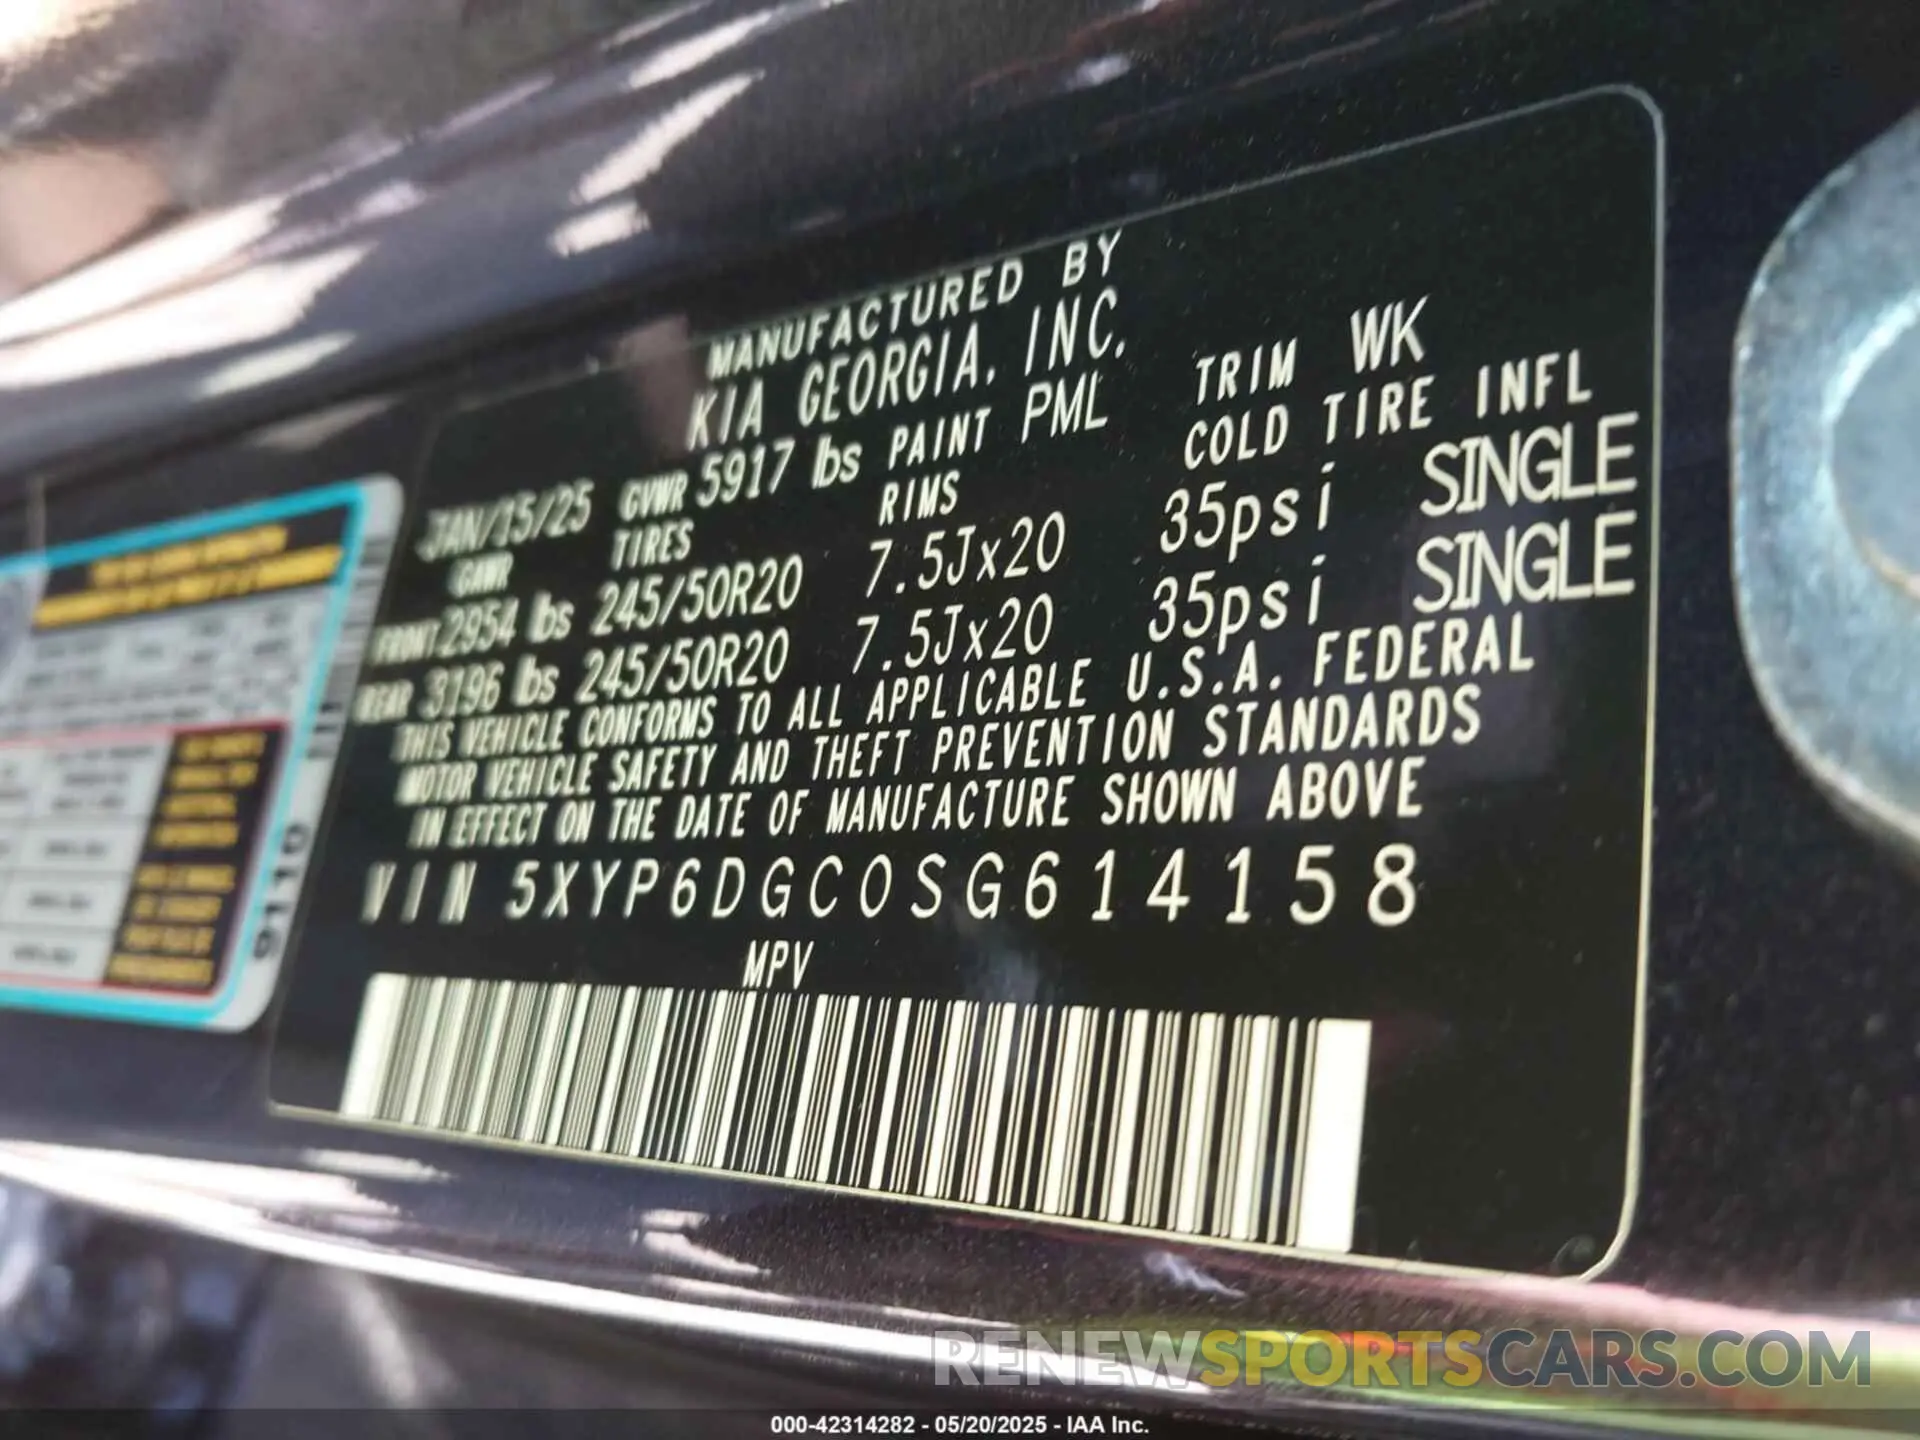 MANUFACTURED BY
KIA GEORGIA, INC.
JAN/15/25 GVWR 5917 lbs PAINT PML TRIM WK
GAWR TIRES RIMS COLD TIRE INFL
FRONT 2954 lbs 245/50R20 7.5Jx20 35psi SINGLE
REAR 3196 lbs 245/50R20 7.5Jx20 35psi SINGLE
THIS VEHICLE CONFORMS TO ALL APPLICABLE U.S.A. FEDERAL
MOTOR VEHICLE SAFETY AND THEFT PREVENTION STANDARDS
IN EFFECT ON THE DATE OF MANUFACTURE SHOWN ABOVE
VIN 5XYP6DGC0SG614158
MPV
RENEWSPORTSCARS.COM
000-42314282 - 05/20/2025 - IAA Inc.